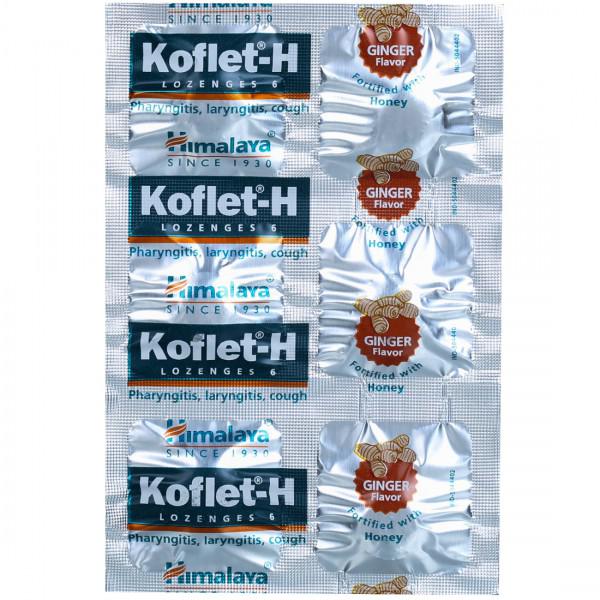 Himalaya
SINCE 1930
Koflet®-H
LOZENGES 6
Pharyngitis, laryngitis, cough
Himalaya
SINCE 1930
Koflet®-H
LOZENGES 6
Pharyngitis, laryngitis, cough
Himalaya
SINCE 1930
Koflet®-H
LOZENGES 6
Pharyngitis, laryngitis, cough
Himalaya
SINCE 1930
Koflet®-H
LOZENGES 6
Pharyngitis, laryngitis, cough
Himalaya
GINGER
Flavor
Fortified with
Honey
GINGER
Flavor
Fortified with
Honey
GINGER
Flavor
Fortified with
Honey
GINGER
Flavor
Fortified with
Honey